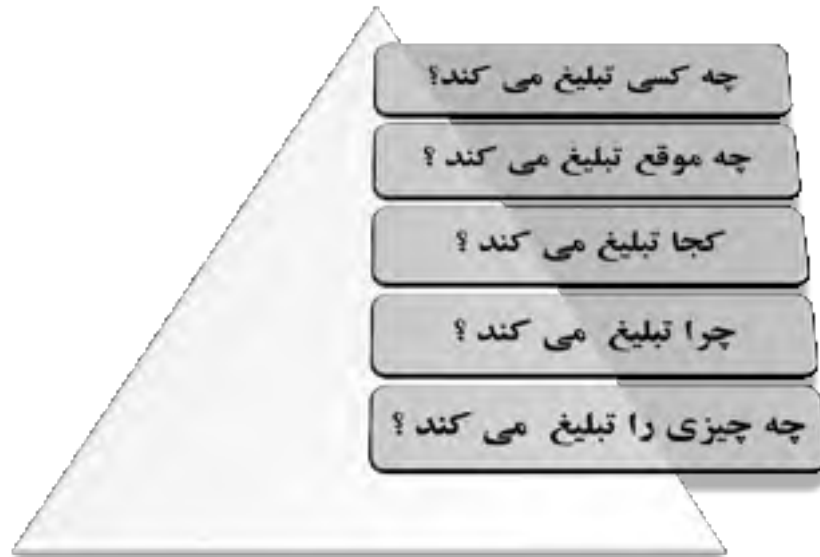 چه کسی تبلیغ می کند؟
چه موقع تبلیغ می کند ؟
کجا تبلیغ می کند ؟
چرا تبلیغ می کند ؟
چه چیزی را تبلیغ می کند ؟